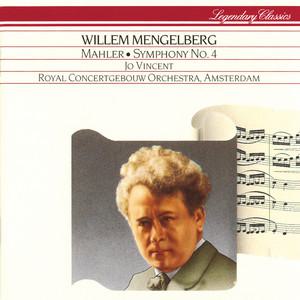 Legendary Classics
WILLEM MENGELBERG
MAHLER • SYMPHONY NO. 4
JO VINCENT
ROYAL CONCERTGEBOUW ORCHESTRA, AMSTERDAM